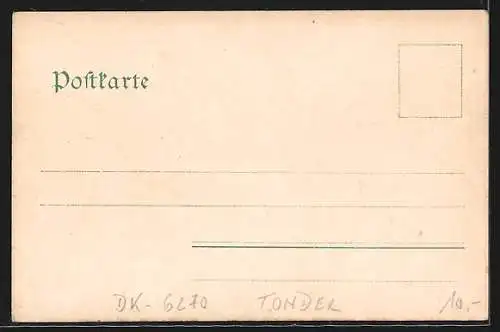 Postkarte
DK-6270 TONDER 10,-